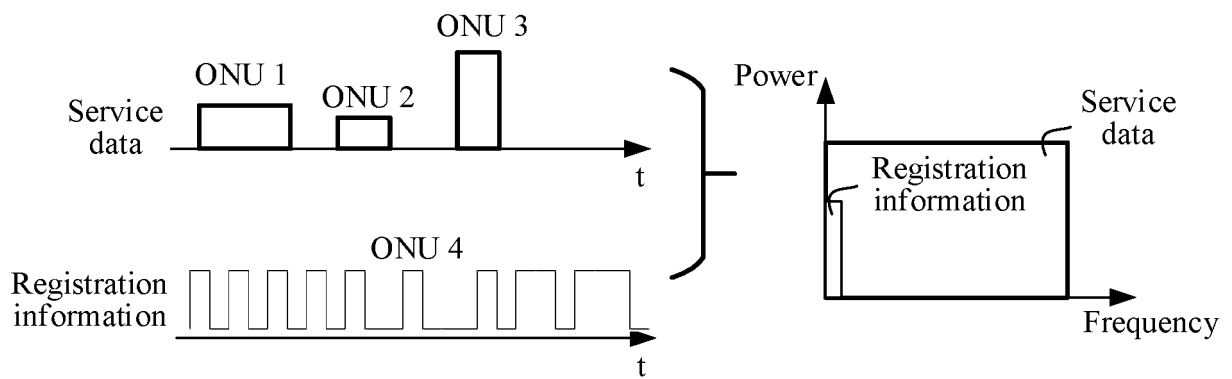 ONU 3
ONU 1
ONU 2
Service
data
t
ONU 4
Registration
information
t
Power
Service
data
Registration
information
Frequency